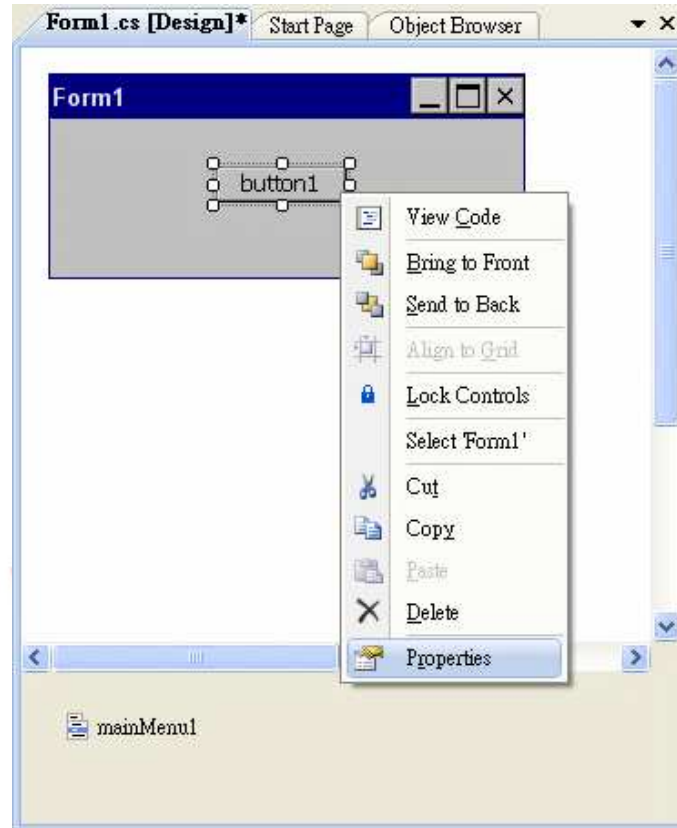 Form1.cs [Design]* Start Page Object Browser
Form1
button1
View Code
Bring to Front
Send to Back
Align to Grid
Lock Controls
Select 'Form1'
Cut
Copy
Paste
Delete
Properties
mainMenu1